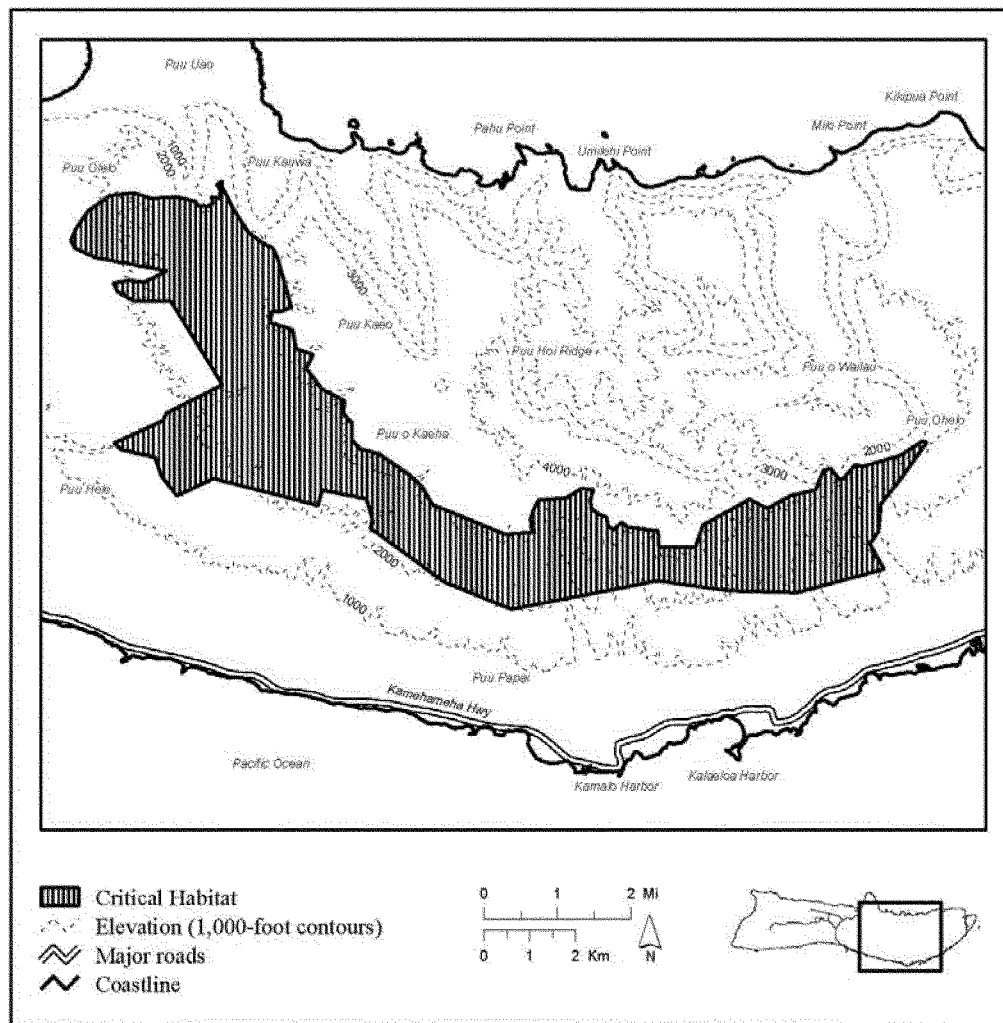 Puu Uao
Kikipua Point
Pahu Point
Milo Point
Umilehi Point
1000
2000
Puu Kauwa
Puu Olelo
3000
Puu Kaeo
Puu Hoi Ridge
Puu o Wailau
Puu Ohelo
Puu o Kaeha
2000
4000
3000
Puu Hele
2000
1000
Puu Papai
Kamehameha Hwy
Pacific Ocean
Kamalo Harbor
Kalaeloa Harbor
Critical Habitat
Elevation (1,000-foot contours)
Major roads
Coastline
0 1 2 Mi
0 1 2 Km
N